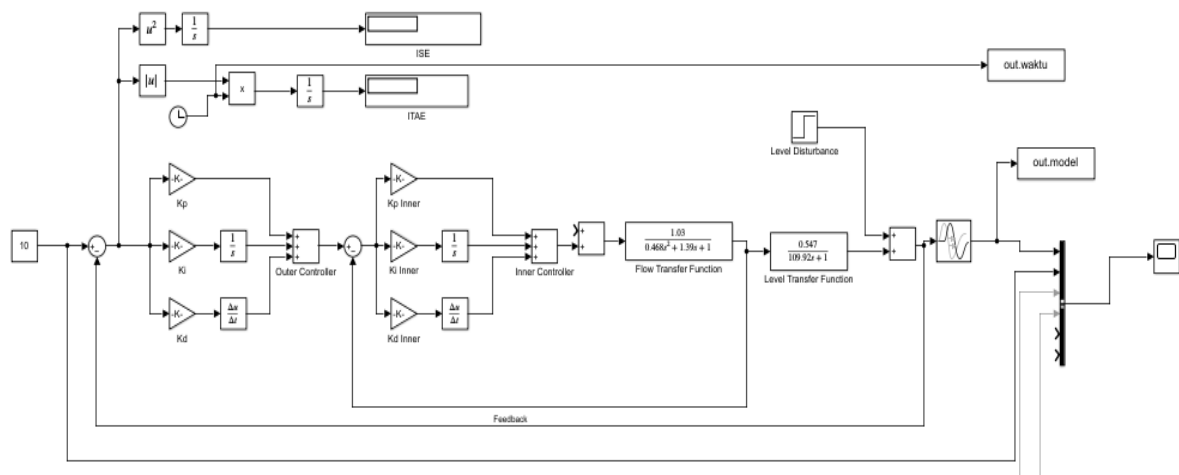 u²
1
s
ISE
|u|
x
1
s
ITAE
out.waktu
Level Disturbance
out.model
-K-
Kp
-K-
Kp Inner
10
+
−
-K-
Ki
1
s
+
+
+
Outer Controller
+
−
-K-
Ki Inner
1
s
+
+
+
Inner Controller
+
+
1.03
0.468s²+1.39s+1
Flow Transfer Function
0.547
109.92s+1
Level Transfer Function
+
+
-K-
Kd
Δu
Δt
-K-
Kd Inner
Δu
Δt
Feedback